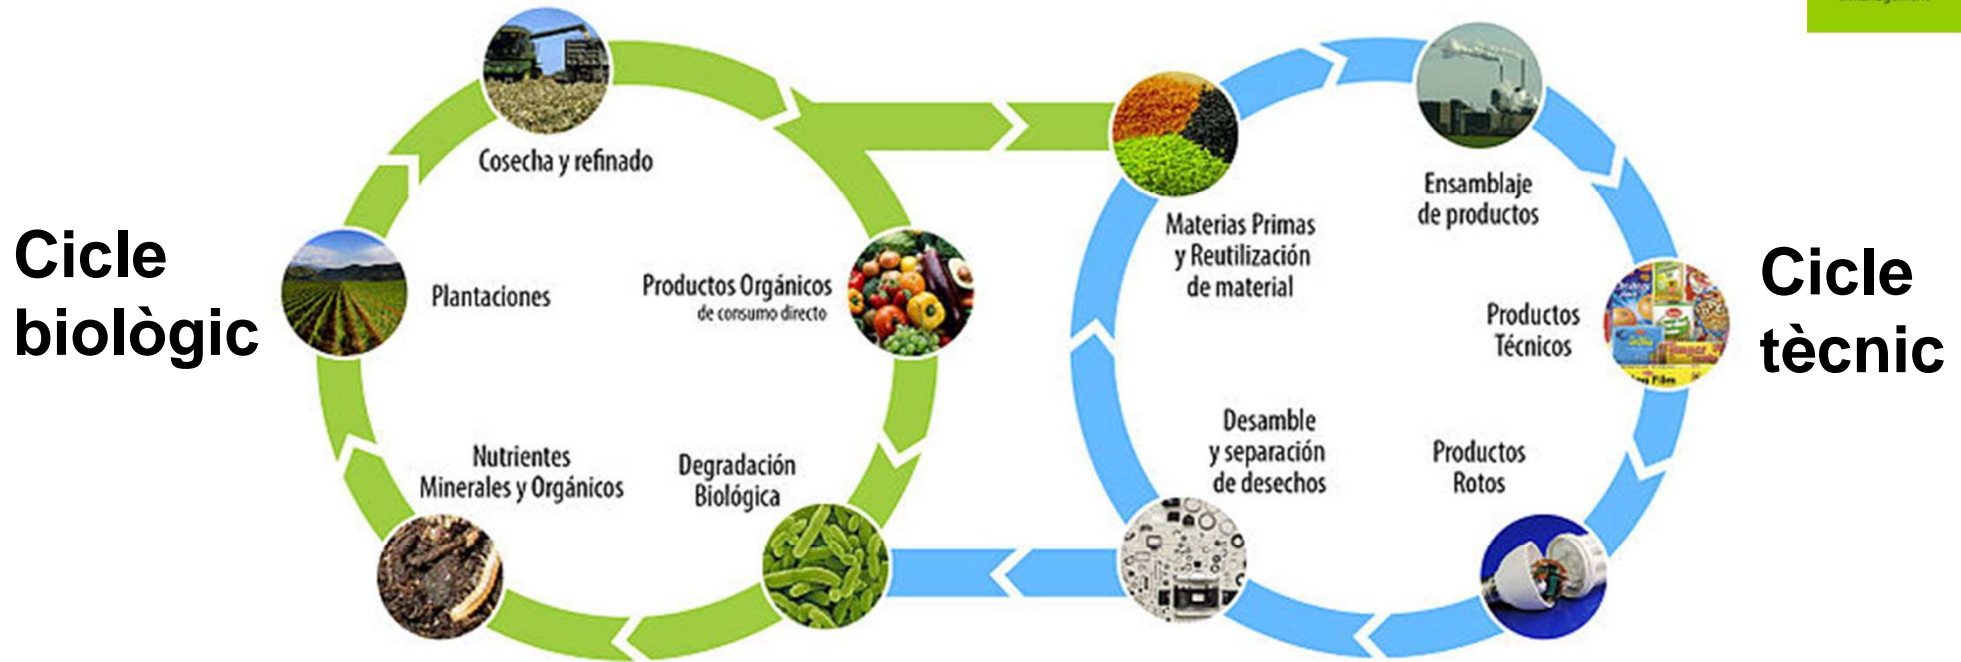 Cicle
biològic
Cosecha y refinado
Plantaciones
Productos Orgánicos
de consumo directo
Nutrientes
Minerales y Orgánicos
Degradación
Biológica
Materias Primas
y Reutilización
de material
Ensamblaje
de productos
Productos
Técnicos
Desamble
y separación
de desechos
Productos
Rotos
Cicle
tècnic